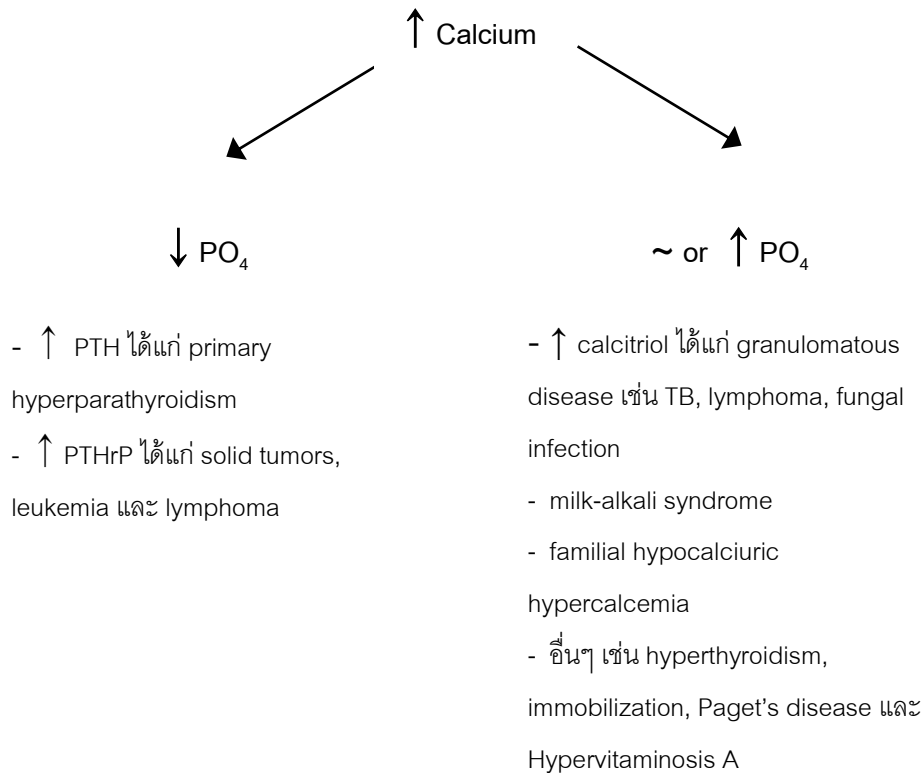 ↑ Calcium
↓ PO₄
- ↑ PTH ได้แก่ primary
hyperparathyroidism
- ↑ PTHrP ได้แก่ solid tumors,
leukemia และ lymphoma
~ or ↑ PO₄
- ↑ calcitriol ได้แก่ granulomatous
disease เช่น TB, lymphoma, fungal
infection
- milk-alkali syndrome
- familial hypocalciuric
hypercalcemia
- อื่นๆ เช่น hyperthyroidism,
immobilization, Paget's disease และ
Hypervitaminosis A